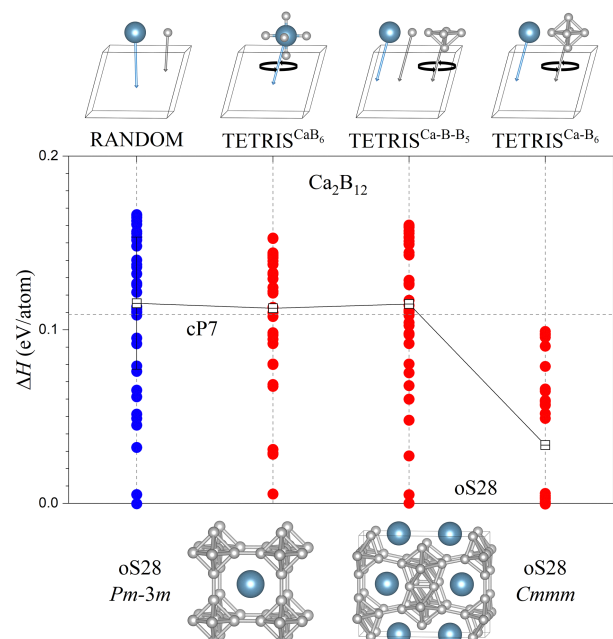 RANDOM TETRIS^CaB₆ TETRIS^Ca-B-B₅ TETRIS^Ca-B₆
0.2
Ca₂B₁₂
ΔH (eV/atom)
0.1
cP7
oS28
0.0
oS28 oS28
Pm-3m Cmmm